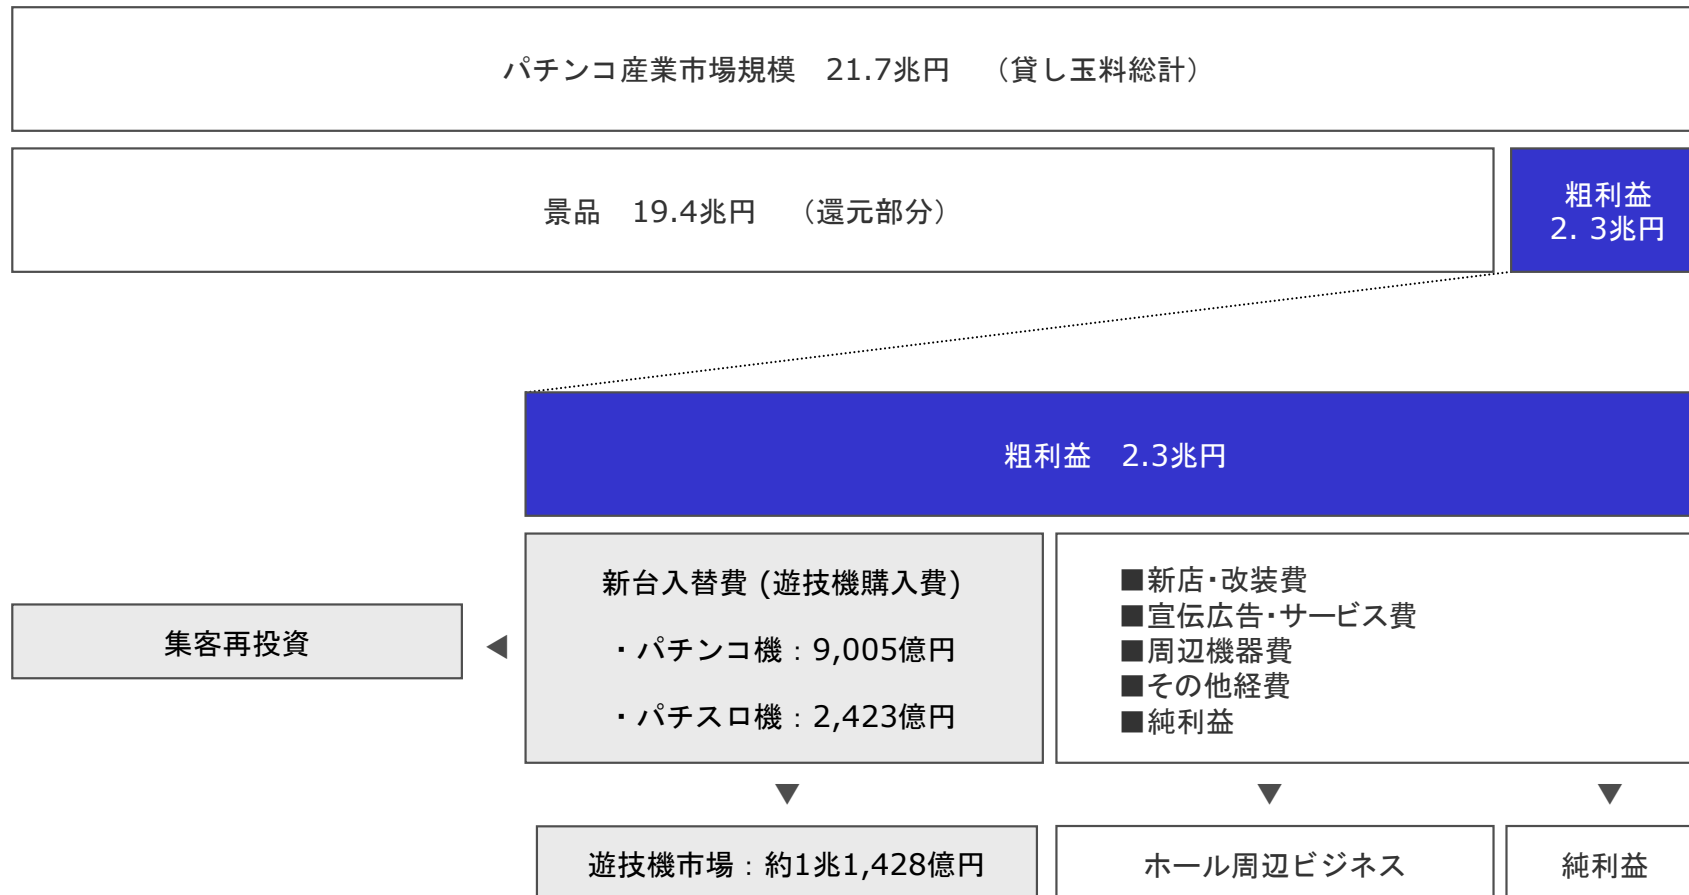 パチンコ産業市場規模　21.7兆円　（貸し玉料総計）
景品　19.4兆円　（還元部分）
粗利益
2. 3兆円
粗利益　2.3兆円
新台入替費 (遊技機購入費)
・パチンコ機：9,005億円
・パチスロ機：2,423億円
■新店・改装費
■宣伝広告・サービス費
■周辺機器費
■その他経費
■純利益
集客再投資
遊技機市場：約1兆1,428億円
ホール周辺ビジネス
純利益